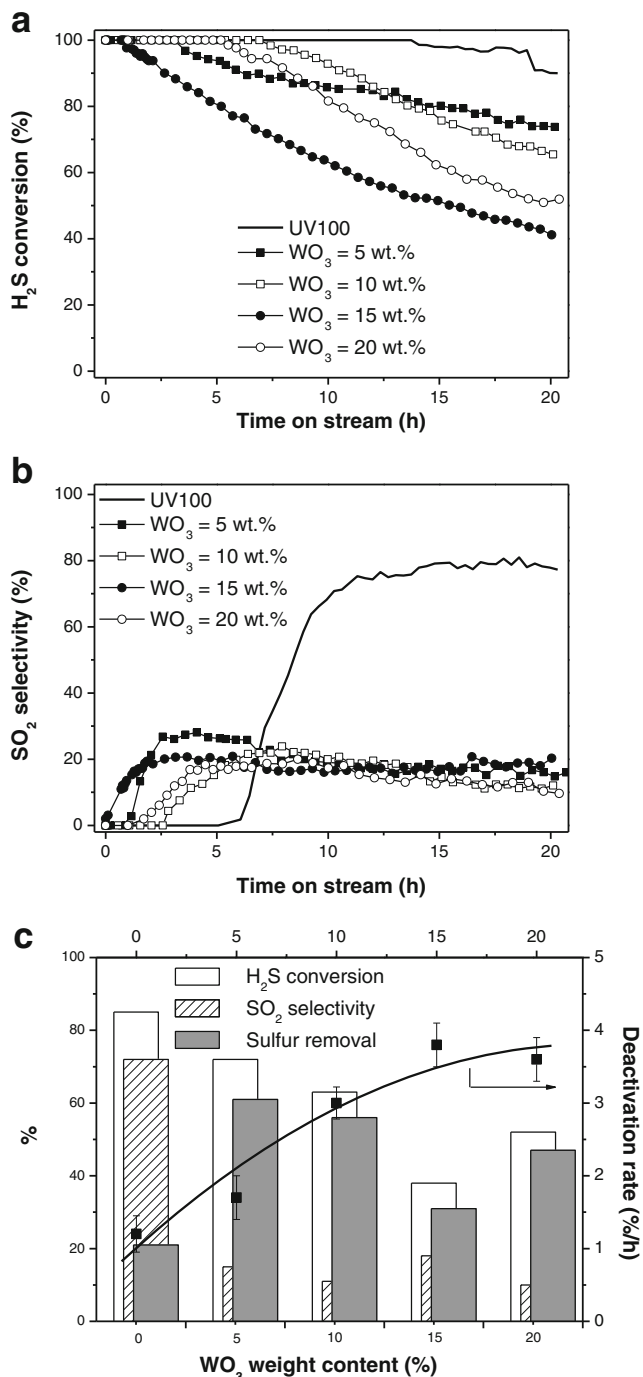 a
100
80
60
40
20
0
H₂S conversion (%)
UV100
WO₃ = 5 wt.%
WO₃ = 10 wt.%
WO₃ = 15 wt.%
WO₃ = 20 wt.%
0 5 10 15 20
Time on stream (h)
b
100
80
60
40
20
0
SO₂ selectivity (%)
UV100
WO₃ = 5 wt.%
WO₃ = 10 wt.%
WO₃ = 15 wt.%
WO₃ = 20 wt.%
0 5 10 15 20
Time on stream (h)
c
0 5 10 15 20
100
80
60
40
20
0
%
H₂S conversion
SO₂ selectivity
Sulfur removal
5
4
3
2
1
0
Deactivation rate (%/h)
0 5 10 15 20
WO₃ weight content (%)